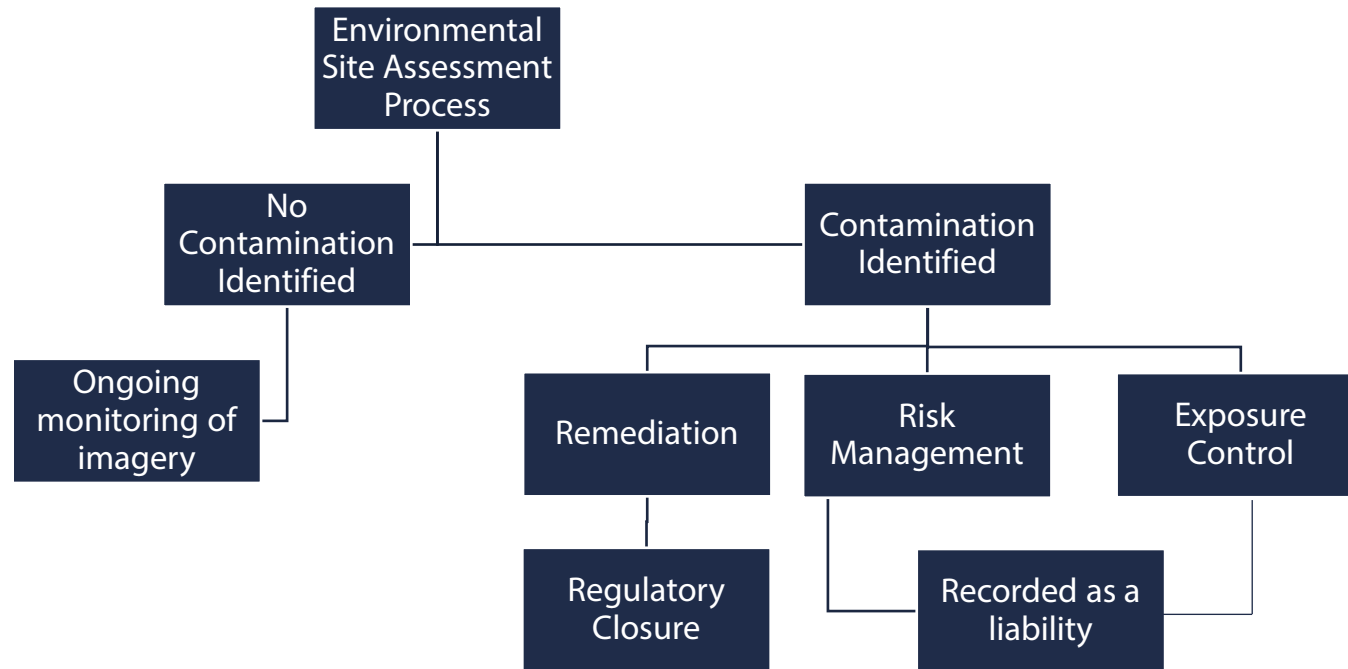 Environmental
Site Assessment
Process
No
Contamination
Identified
Contamination
Identified
Ongoing
monitoring of
imagery
Remediation
Risk
Management
Exposure
Control
Regulatory
Closure
Recorded as a
liability